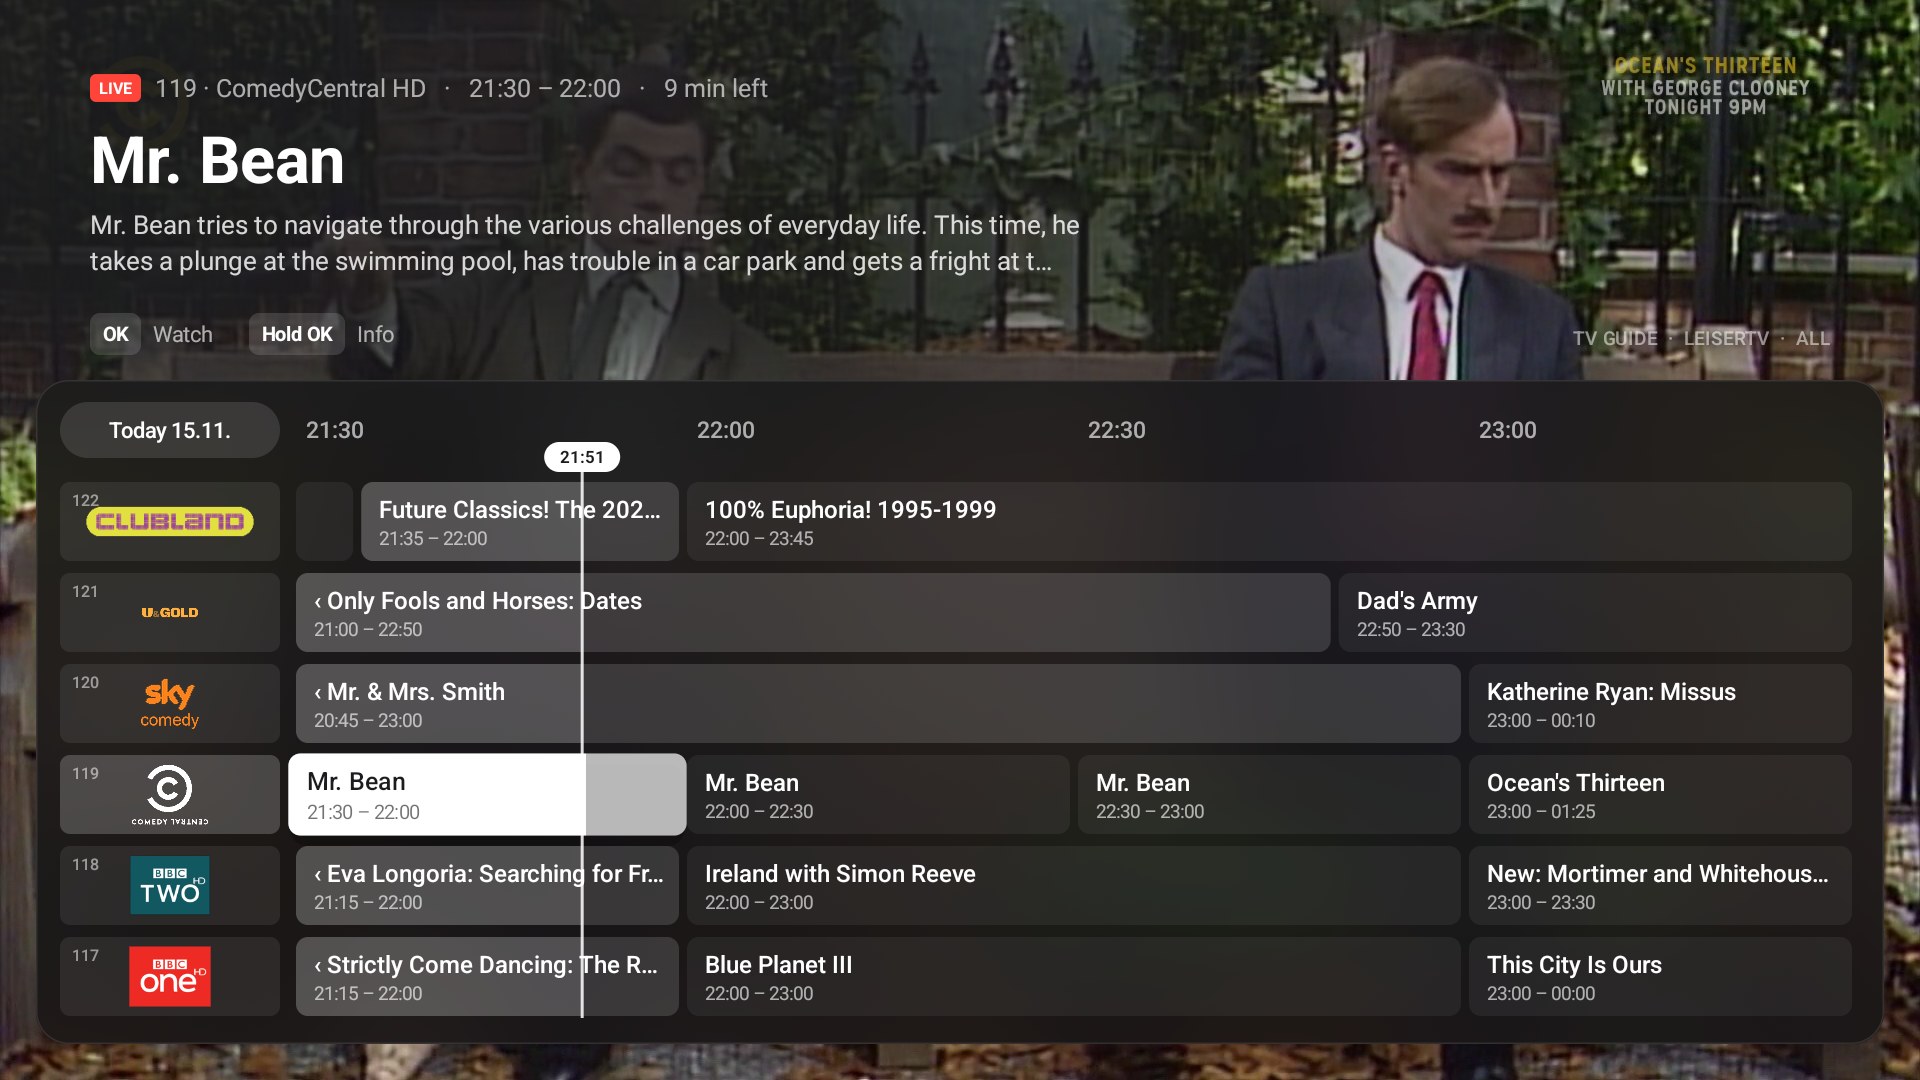 LIVE 119 · ComedyCentral HD · 21:30 – 22:00 · 9 min left
OCEAN'S THIRTEEN
WITH GEORGE CLOONEY
TONIGHT 9PM
Mr. Bean
Mr. Bean tries to navigate through the various challenges of everyday life. This time, he
takes a plunge at the swimming pool, has trouble in a car park and gets a fright at t…
OK Watch Hold OK Info
TV GUIDE · LEISERTV · ALL
Today 15.11. 21:30 22:00 22:30 23:00
21:51
122 CLUBLAND
Future Classics! The 202…
21:35 – 22:00
100% Euphoria! 1995-1999
22:00 – 23:45
121 U&GOLD
‹ Only Fools and Horses: Dates
21:00 – 22:50
Dad's Army
22:50 – 23:30
120 sky comedy
‹ Mr. & Mrs. Smith
20:45 – 23:00
Katherine Ryan: Missus
23:00 – 00:10
119 COMEDY CENTRAL
Mr. Bean
21:30 – 22:00
Mr. Bean
22:00 – 22:30
Mr. Bean
22:30 – 23:00
Ocean's Thirteen
23:00 – 01:25
118 BBC TWO HD
‹ Eva Longoria: Searching for Fr…
21:15 – 22:00
Ireland with Simon Reeve
22:00 – 23:00
New: Mortimer and Whitehous…
23:00 – 23:30
117 BBC one HD
‹ Strictly Come Dancing: The R…
21:15 – 22:00
Blue Planet III
22:00 – 23:00
This City Is Ours
23:00 – 00:00